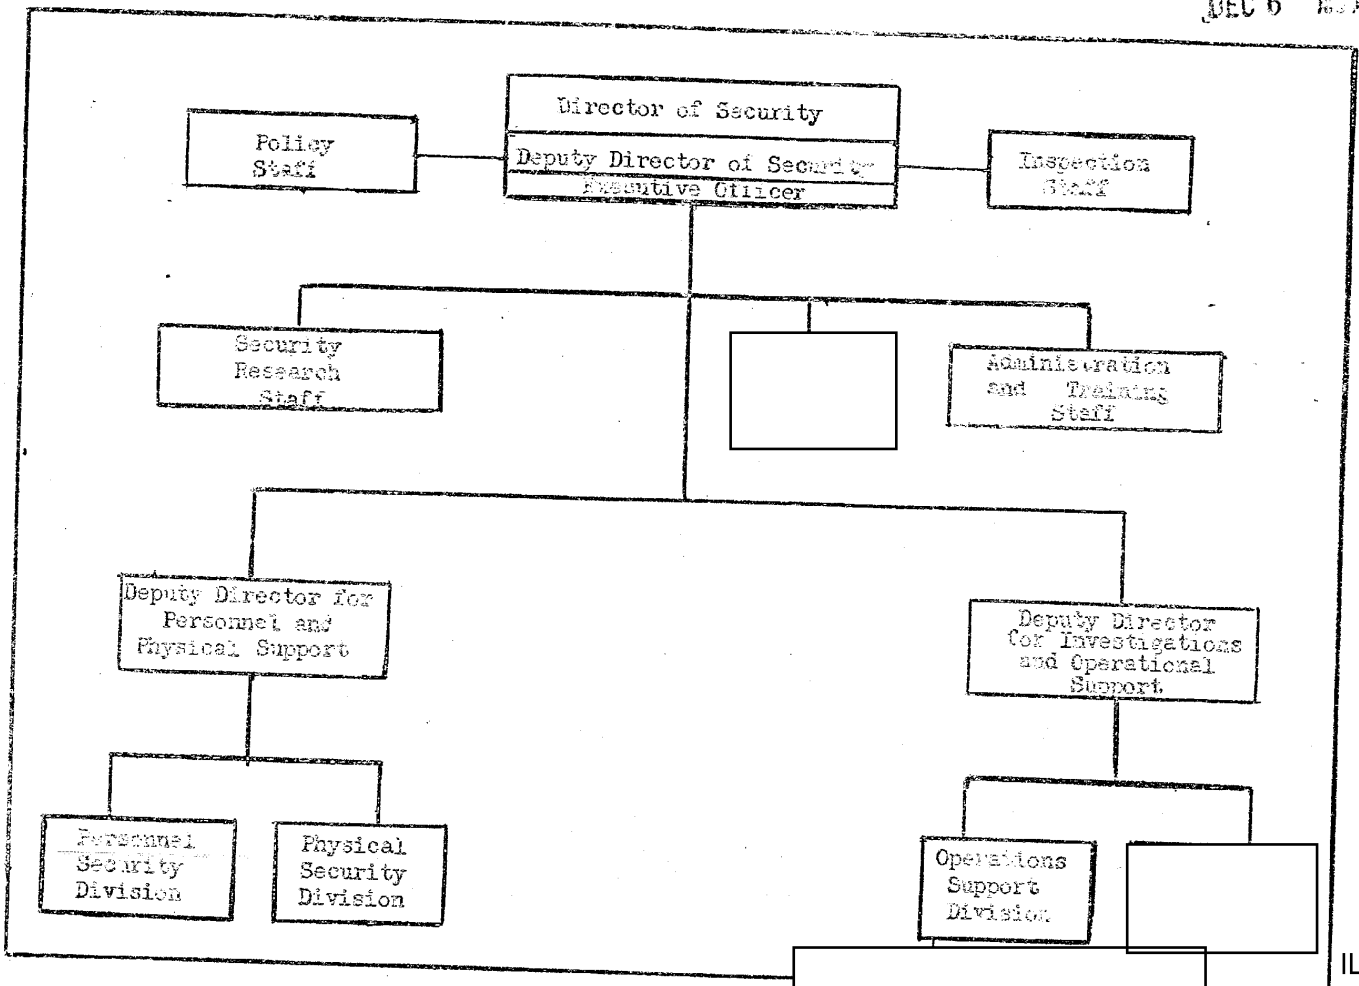 DEC 6
Director of Security
Policy
Staff
Deputy Director of Security
Executive Officer
Inspection
Staff
Security
Research
Staff
Administration
and Training
Staff
Deputy Director for
Personnel and
Physical Support
Deputy Director
for Investigations
and Operational
Support
Personnel
Security
Division
Physical
Security
Division
Operations
Support
Division
IL